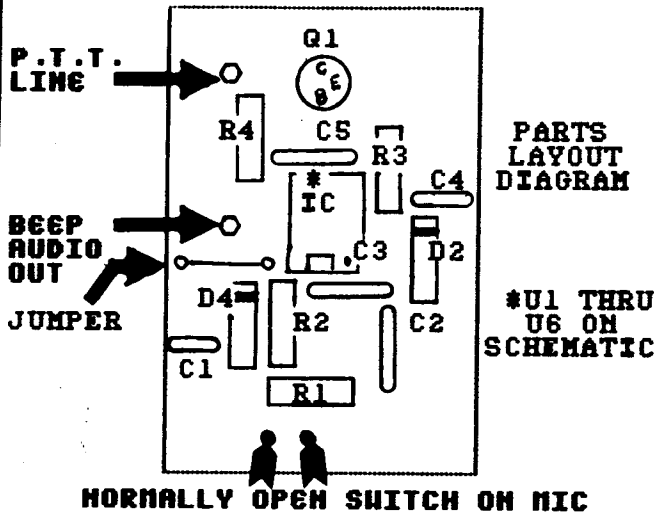 Q1
P.T.T.
LINE
C
E
B
R4
C5
R3
PARTS
LAYOUT
DIAGRAM
C4
*
IC
BEEP
AUDIO
OUT
C3
D2
JUMPER
D4
R2
C2
*U1 THRU
U6 ON
SCHEMATIC
C1
R1
NORMALLY OPEN SWITCH ON MIC